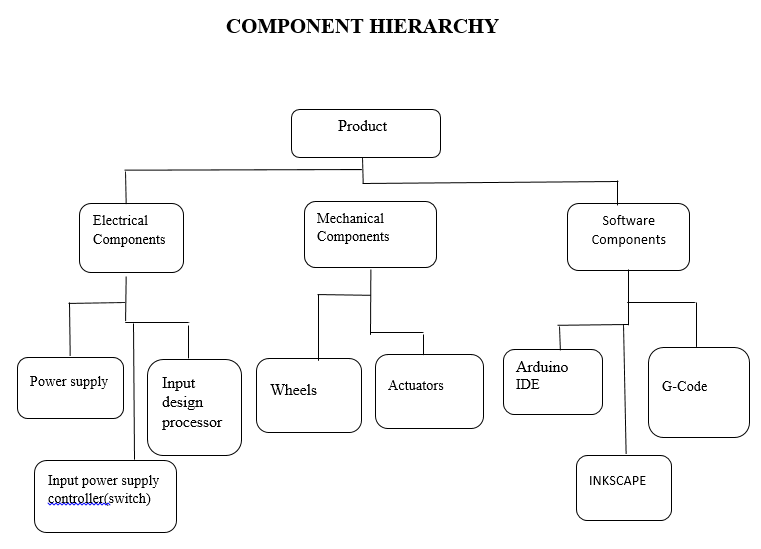 COMPONENT HIERARCHY
Product
Electrical
Components
Mechanical
Components
Software
Components
Power supply
Input
design
processor
Wheels
Actuators
Arduino
IDE
G-Code
Input power supply
controller(switch)
INKSCAPE